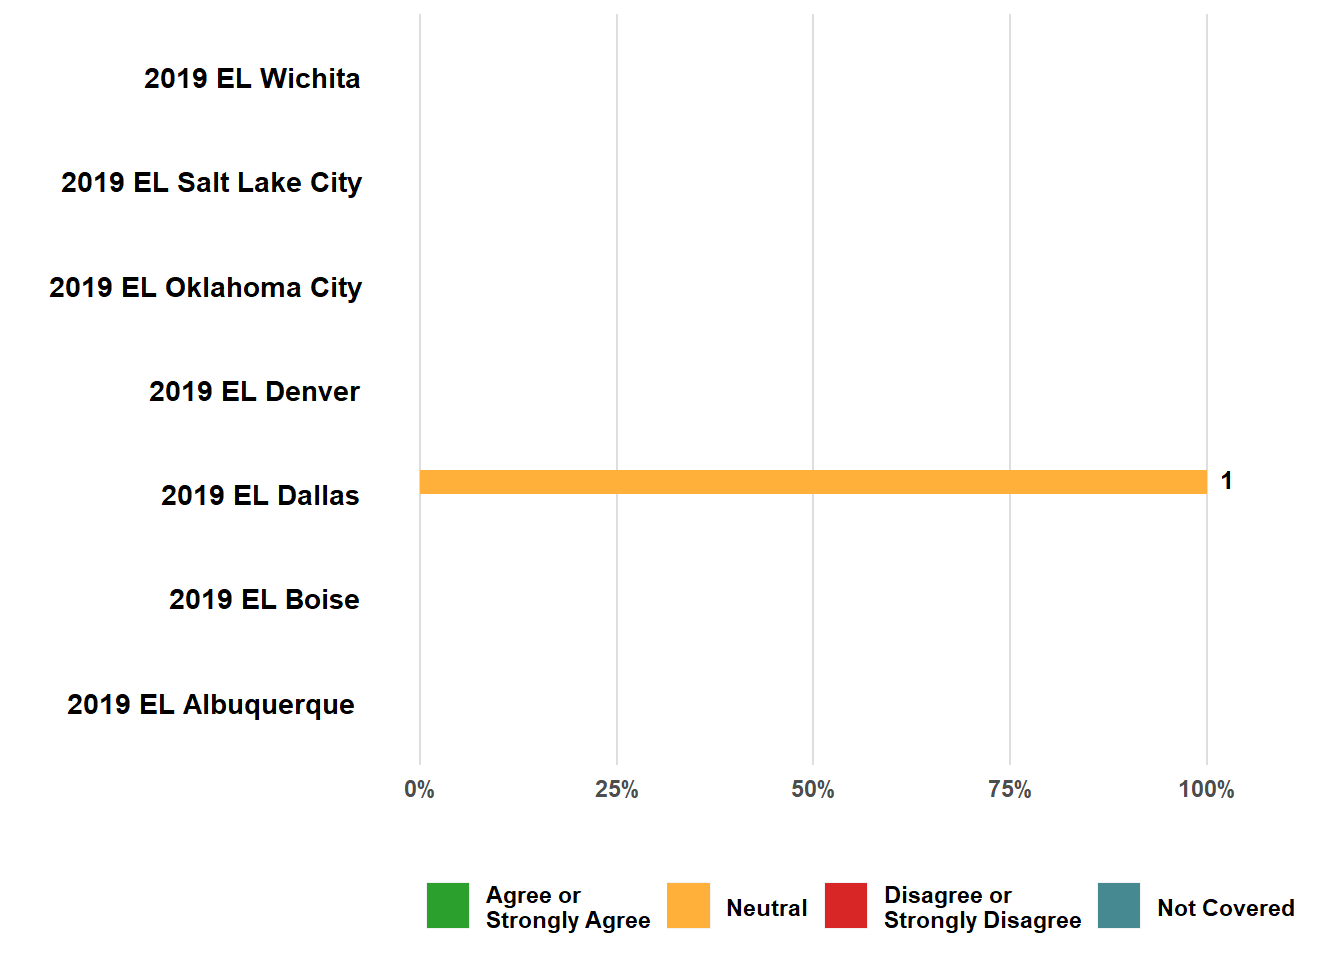 2019 EL Wichita
2019 EL Salt Lake City
2019 EL Oklahoma City
2019 EL Denver
2019 EL Dallas
1
2019 EL Boise
2019 EL Albuquerque
0%
25%
50%
75%
100%
Agree or
Strongly Agree
Neutral
Disagree or
Strongly Disagree
Not Covered